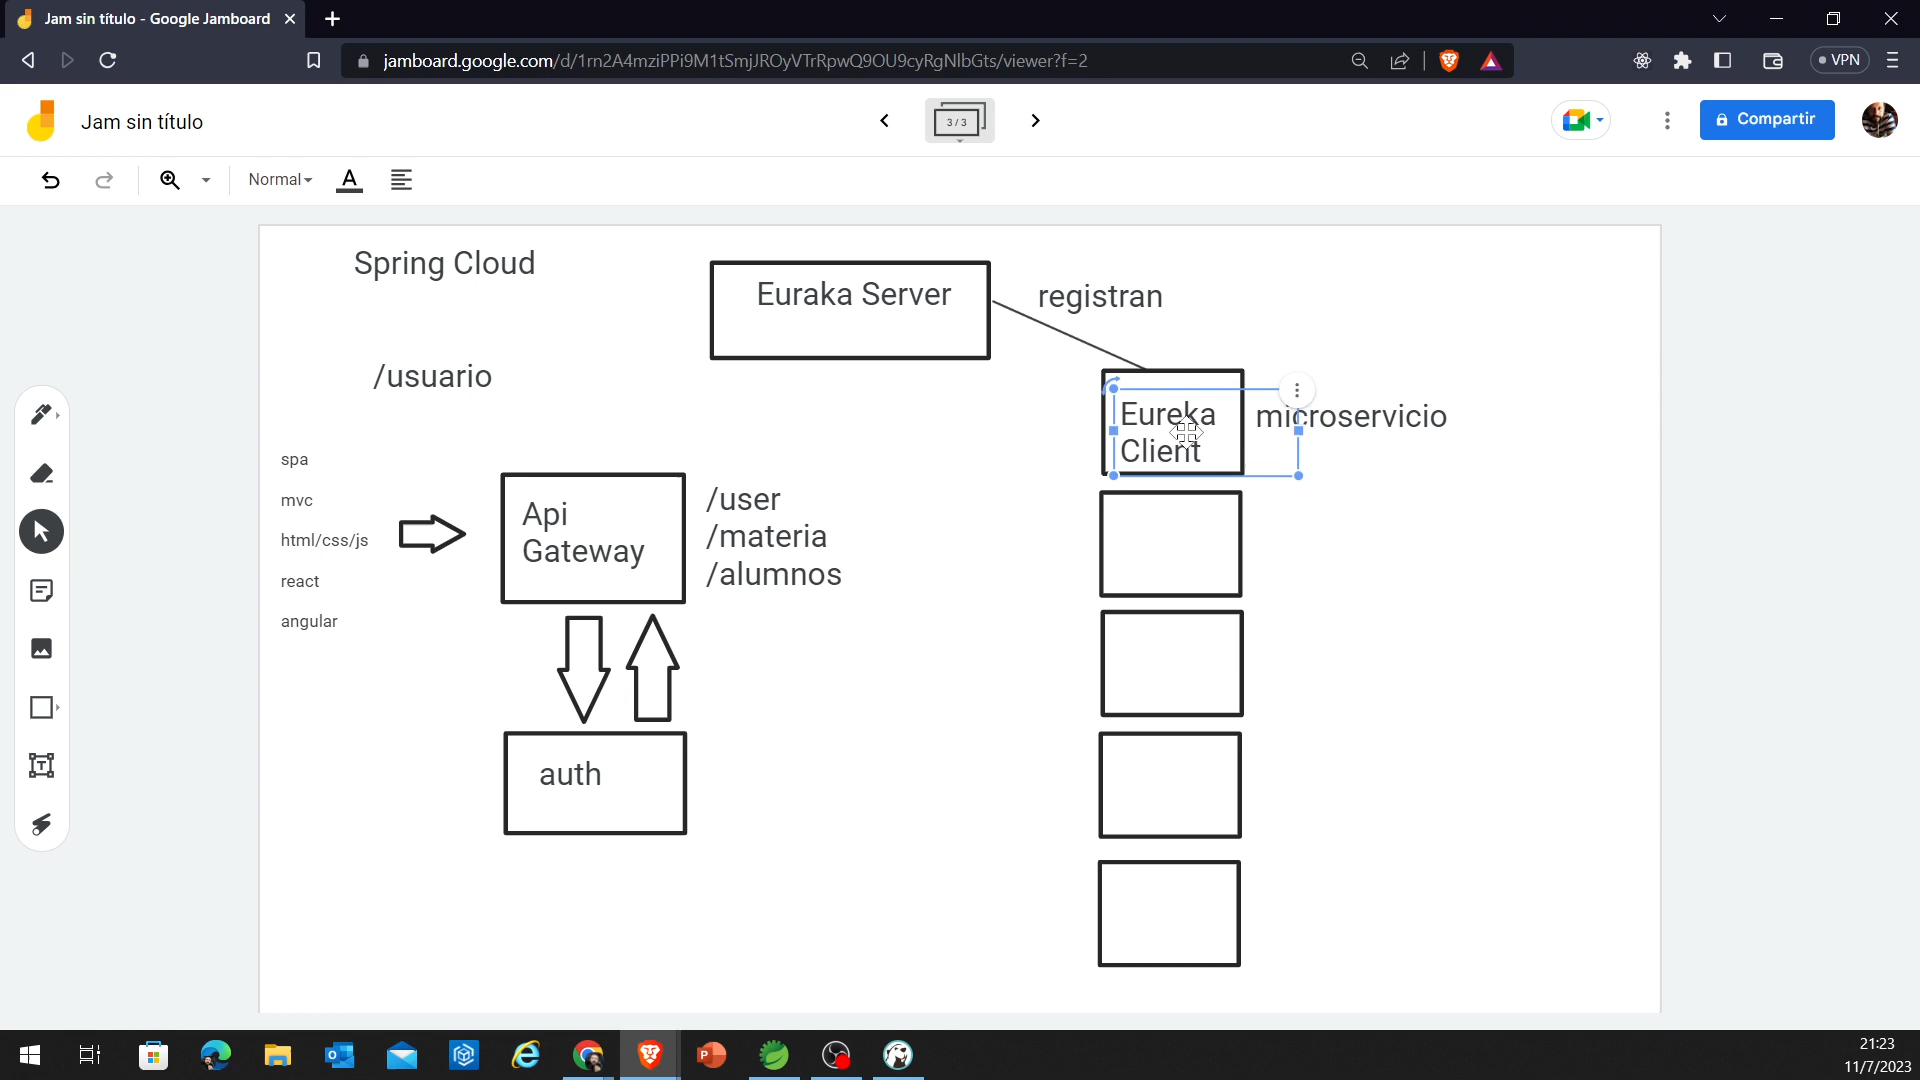 Jam sin título - Google Jamboard
jamboard.google.com/d/1rn2A4mziPPi9M1tSmjJROyVTrRpwQ9OU9cyRgNlbGts/viewer?f=2
VPN
Jam sin título
3 / 3
Compartir
Normal
A
Spring Cloud
Euraka Server
registran
/usuario
Eureka
Client
microservicio
spa
mvc
html/css/js
react
angular
Api
Gateway
/user
/materia
/alumnos
auth
21:23
11/7/2023